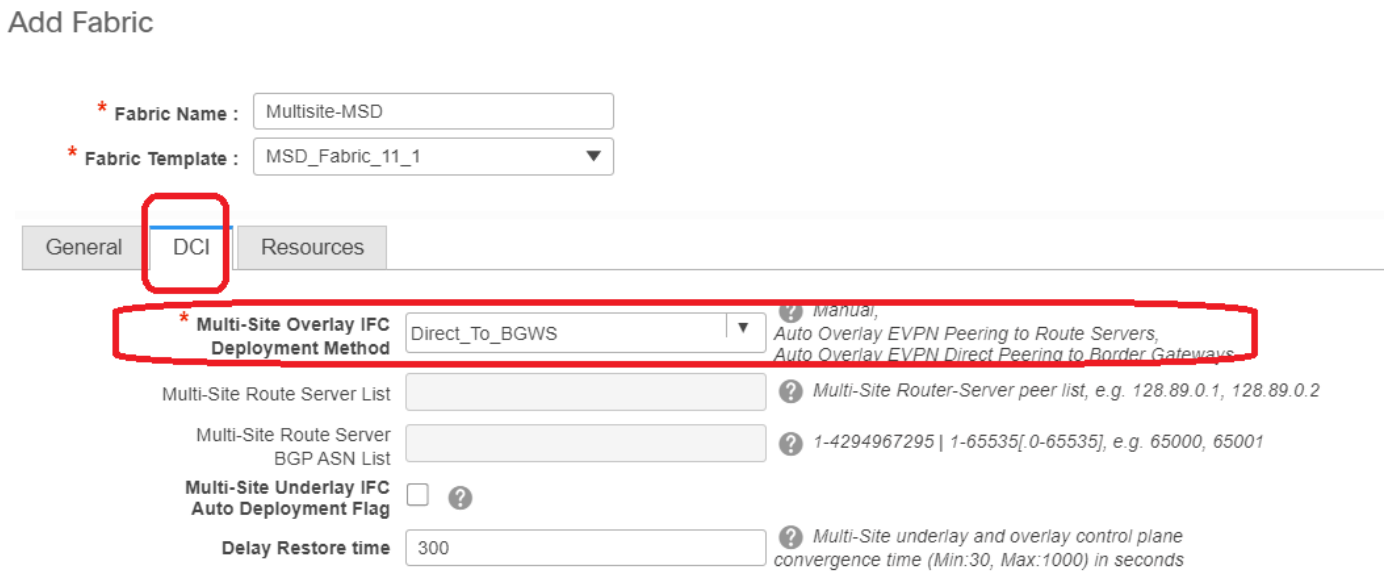 Add Fabric
* Fabric Name : Multisite-MSD
* Fabric Template : MSD_Fabric_11_1
General DCI Resources
* Multi-Site Overlay IFC Deployment Method Direct_To_BGWS ? Manual,
Auto Overlay EVPN Peering to Route Servers,
Auto Overlay EVPN Direct Peering to Border Gateways
Multi-Site Route Server List ? Multi-Site Router-Server peer list, e.g. 128.89.0.1, 128.89.0.2
Multi-Site Route Server
BGP ASN List ? 1-4294967295 | 1-65535[.0-65535], e.g. 65000, 65001
Multi-Site Underlay IFC
Auto Deployment Flag ?
Delay Restore time 300 ? Multi-Site underlay and overlay control plane
convergence time (Min:30, Max:1000) in seconds